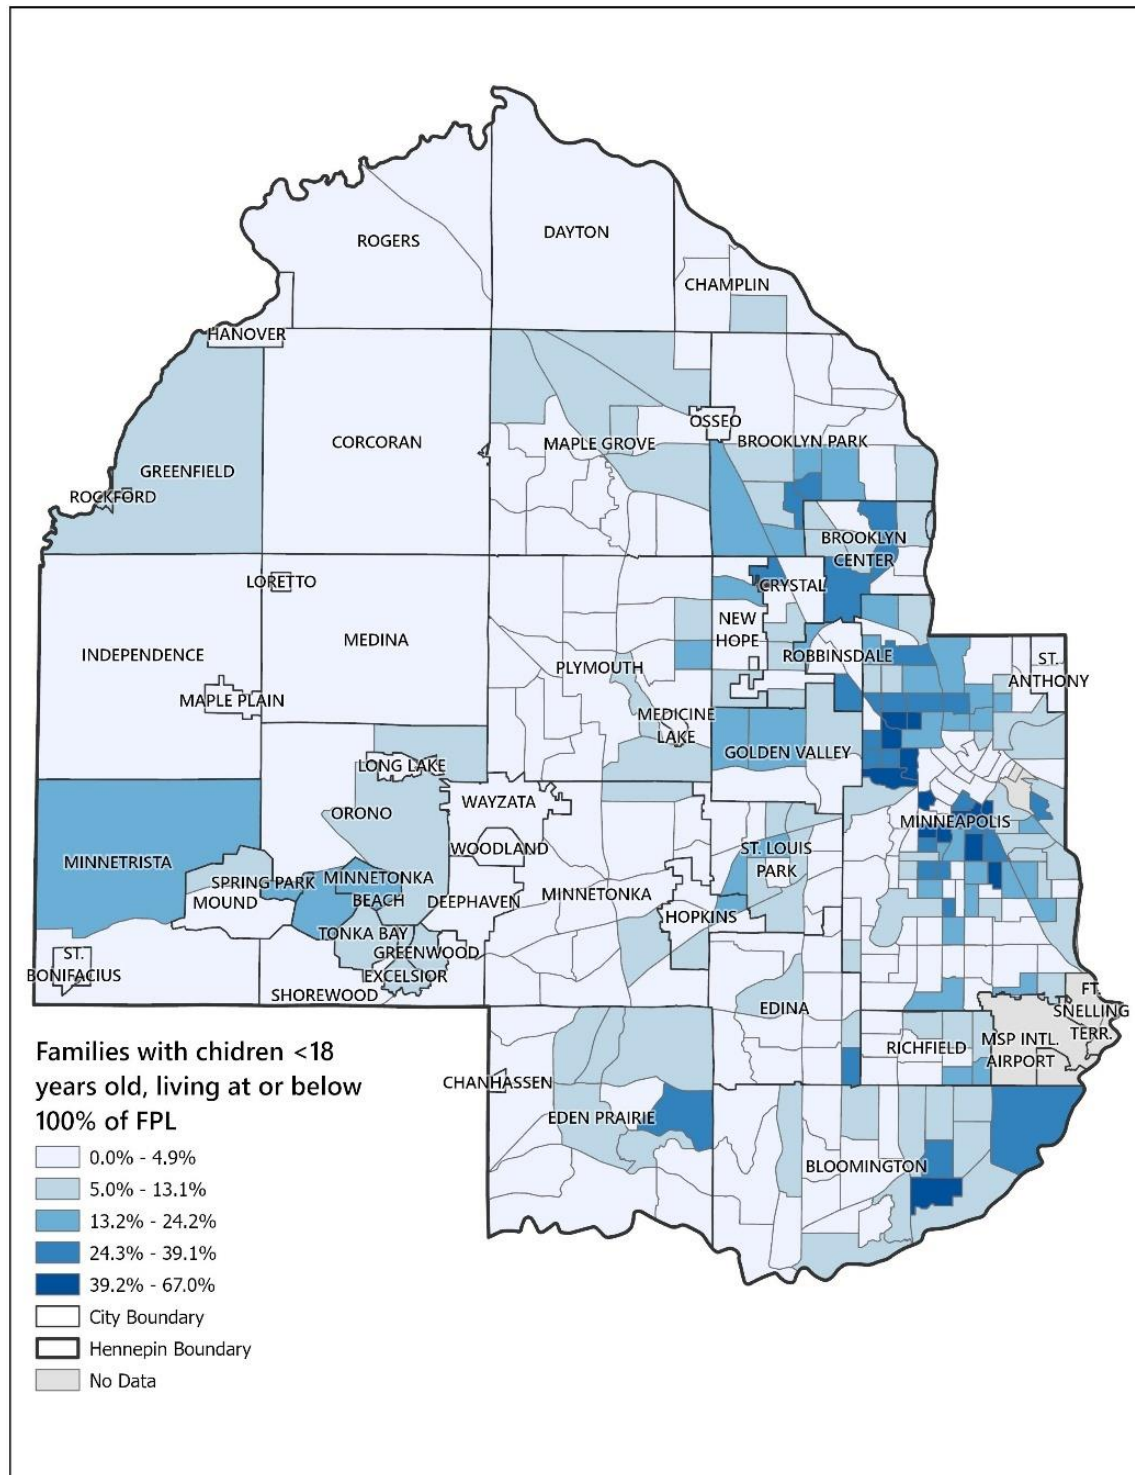 ROGERS
DAYTON
CHAMPLIN
HANOVER
OSSEO
CORCORAN
MAPLE GROVE
BROOKLYN PARK
GREENFIELD
ROCKFORD
BROOKLYN
CENTER
LORETTO
CRYSTAL
NEW
HOPE
MEDINA
INDEPENDENCE
PLYMOUTH
ROBBINSDALE
ST.
ANTHONY
MAPLE PLAIN
MEDICINE
LAKE
GOLDEN VALLEY
LONG LAKE
WAYZATA
ORONO
MINNEAPOLIS
WOODLAND
ST. LOUIS
PARK
MINNETRISTA
SPRING PARK
MINNETONKA
BEACH
MOUND
DEEPHAVEN
MINNETONKA
HOPKINS
TONKA BAY
GREENWOOD
ST.
BONIFACIUS
EXCELSIOR
SHOREWOOD
EDINA
FT.
SNELLING
TERR.
RICHFIELD
MSP INTL.
AIRPORT
CHANHASSEN
EDEN PRAIRIE
BLOOMINGTON
Families with chidren <18
years old, living at or below
100% of FPL
0.0% - 4.9%
5.0% - 13.1%
13.2% - 24.2%
24.3% - 39.1%
39.2% - 67.0%
City Boundary
Hennepin Boundary
No Data